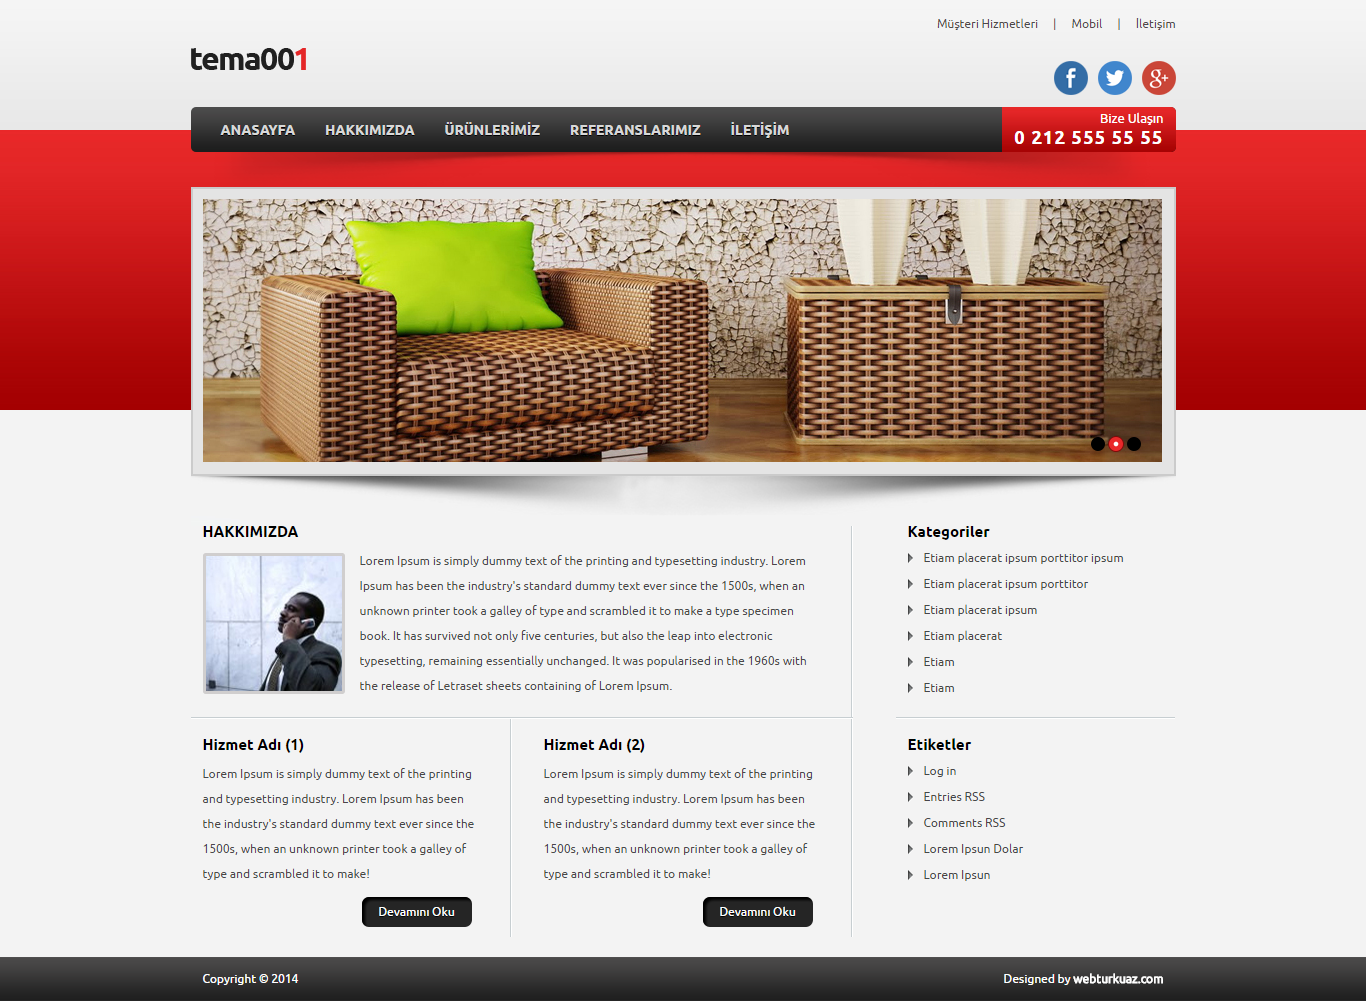 Müşteri Hizmetleri | Mobil | İletişim
tema001
ANASAYFA HAKKIMIZDA ÜRÜNLERİMİZ REFERANSLARIMIZ İLETİŞİM
Bize Ulaşın
0 212 555 55 55
HAKKIMIZDA
Lorem Ipsum is simply dummy text of the printing and typesetting industry. Lorem
Ipsum has been the industry's standard dummy text ever since the 1500s, when an
unknown printer took a galley of type and scrambled it to make a type specimen
book. It has survived not only five centuries, but also the leap into electronic
typesetting, remaining essentially unchanged. It was popularised in the 1960s with
the release of Letraset sheets containing of Lorem Ipsum.
Kategoriler
Etiam placerat ipsum porttitor ipsum
Etiam placerat ipsum porttitor
Etiam placerat ipsum
Etiam placerat
Etiam
Etiam
Hizmet Adı (1)
Lorem Ipsum is simply dummy text of the printing
and typesetting industry. Lorem Ipsum has been
the industry's standard dummy text ever since the
1500s, when an unknown printer took a galley of
type and scrambled it to make!
Devamını Oku
Hizmet Adı (2)
Lorem Ipsum is simply dummy text of the printing
and typesetting industry. Lorem Ipsum has been
the industry's standard dummy text ever since the
1500s, when an unknown printer took a galley of
type and scrambled it to make!
Devamını Oku
Etiketler
Log in
Entries RSS
Comments RSS
Lorem Ipsun Dolar
Lorem Ipsun
Copyright © 2014
Designed by webturkuaz.com